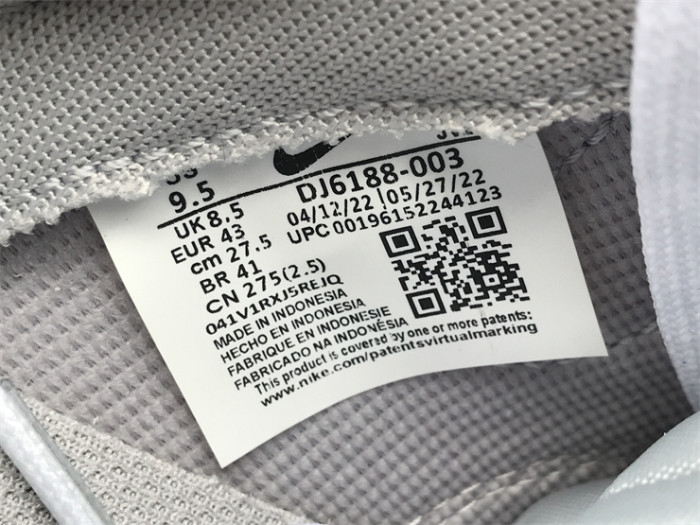 9.5
DJ6188-003
UK 8.5
04/12/22 | 05/27/22
EUR 43
UPC 00196152244123
cm 27.5
BR 41
CN 275(2.5)
041V1RXJ5REJQ
MADE IN INDONESIA
HECHO EN INDONESIA
FABRIQUE EN INDONESIE
FABRICADO NA INDONÉSIA
This product is covered by one or more patents:
www.nike.com/patentsvirtualmarking